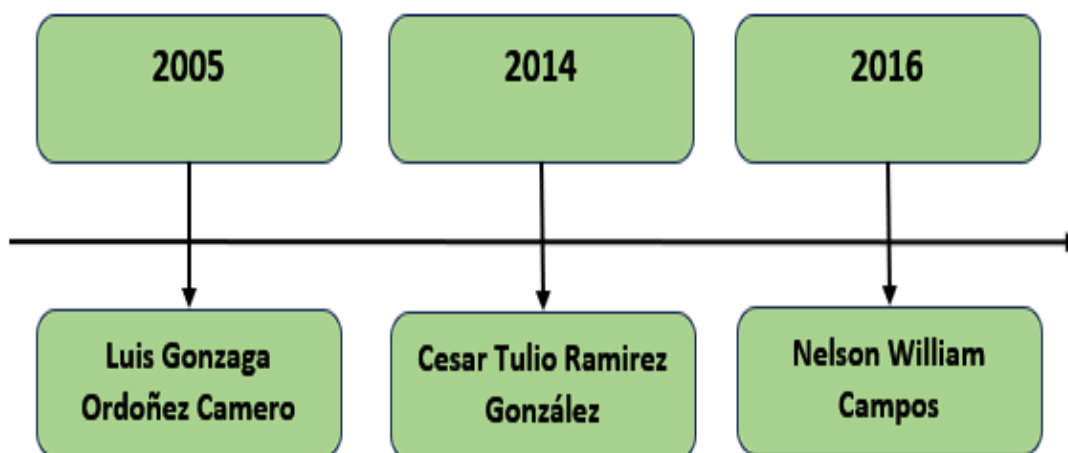 2005
2014
2016
Luis Gonzaga
Ordoñez Camero
Cesar Tulio Ramirez
González
Nelson William
Campos